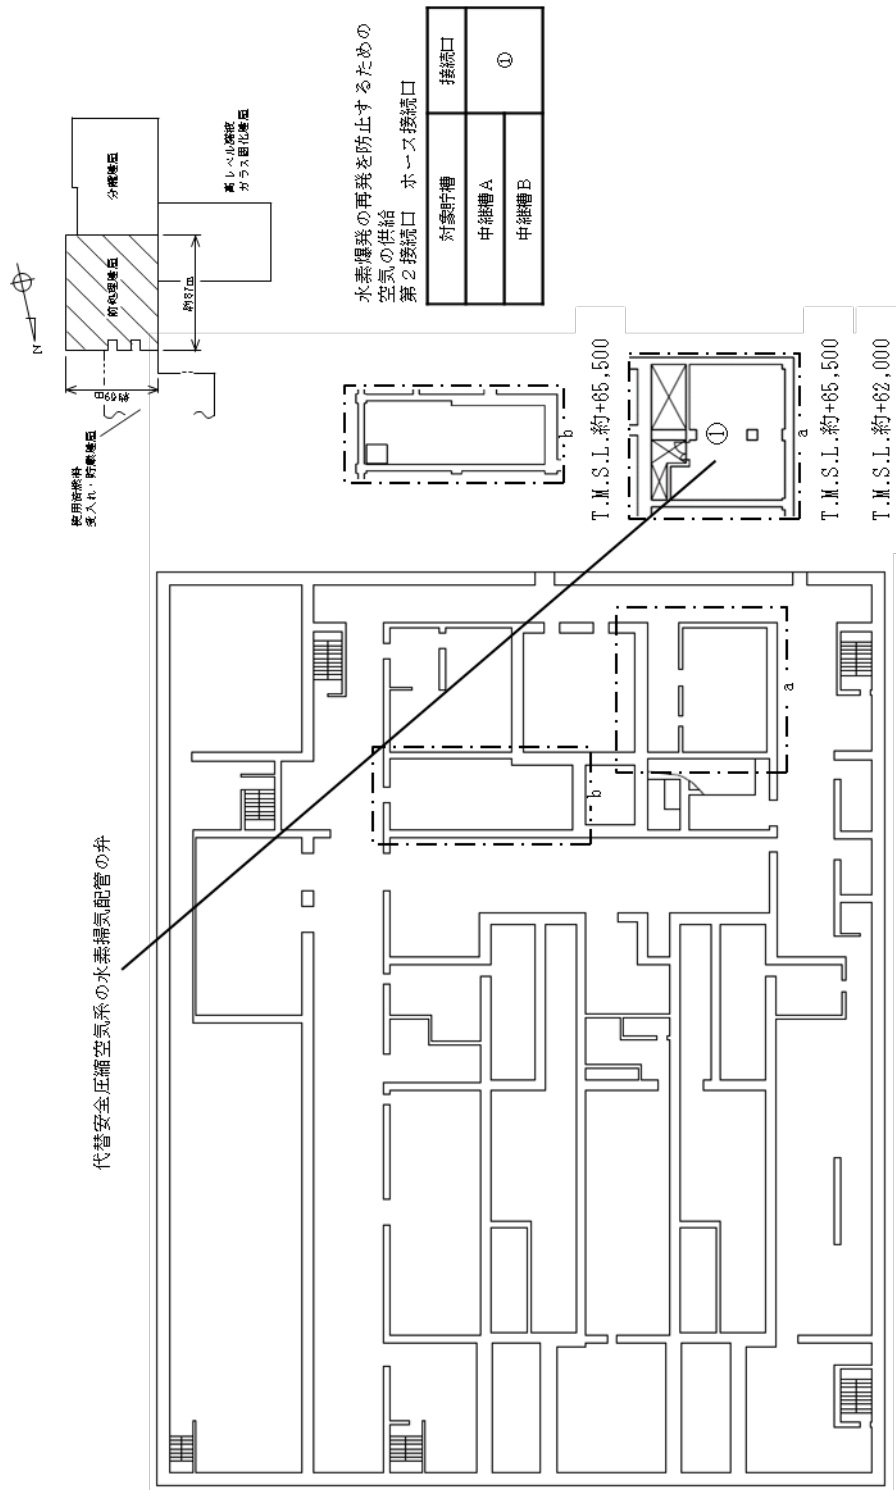 水素爆発の再発を防止するための
空気の供給
第2接続口 ホース接続口
対象貯槽 接続口
中継槽A ①
中継槽B
N
使用済燃料
受入れ・貯蔵建屋
前処理建屋
分離建屋
高レベル廃液
ガラス固化建屋
約69m
約87m
代替安全圧縮空気系の水素掃気配管の弁
b
T.M.S.L.約+65,500
①
a
T.M.S.L.約+65,500
T.M.S.L.約+62,000
b
a